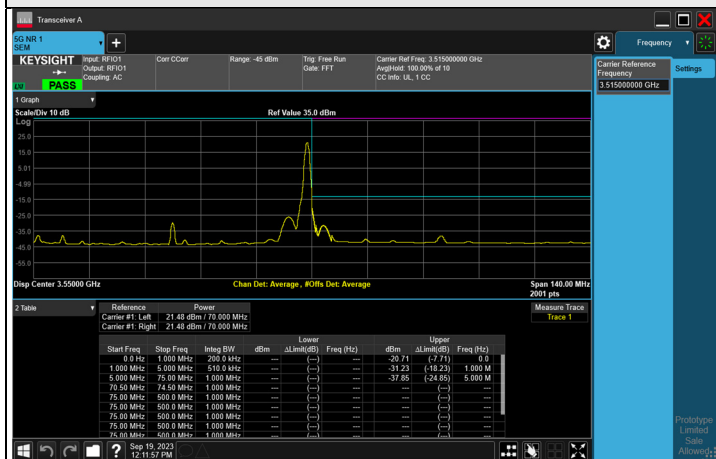 Transceiver A
5G NR 1
SEM
Frequency
KEYSIGHT
Input: RFIO1
Output: RFIO1
Coupling: AC
Corr CCorr
Range: -45 dBm
Trig: Free Run
Gate: FFT
Carrier Ref Freq: 3.515000000 GHz
Avg|Hold: 100.00% of 10
CC Info: UL, 1 CC
LW PASS
Carrier Reference
Frequency
3.515000000 GHz
Settings
1 Graph
Scale/Div 10 dB
Ref Value 35.0 dBm
Log
25.0
15.0
5.01
-4.99
-15.0
-25.0
-35.0
-45.0
-55.0
Disp Center 3.55000 GHz
Chan Det: Average , #Offs Det: Average
Span 140.00 MHz
2001 pts
2 Table
Reference Power
Carrier #1: Left 21.48 dBm / 70.000 MHz
Carrier #1: Right 21.48 dBm / 70.000 MHz
Measure Trace
Trace 1
Lower Upper
Start Freq Stop Freq Integ BW dBm ΔLimit(dB) Freq (Hz) dBm ΔLimit(dB) Freq (Hz)
0.0 Hz 1.000 MHz 200.0 kHz --- (---) --- -20.71 (-7.71) 0.0
1.000 MHz 5.000 MHz 510.0 kHz --- (---) --- -31.23 (-18.23) 1.000 M
5.000 MHz 75.00 MHz 1.000 MHz --- (---) --- -37.85 (-24.85) 5.000 M
70.50 MHz 74.50 MHz 1.000 MHz --- (---) --- --- (---) ---
75.00 MHz 500.0 MHz 1.000 MHz --- (---) --- --- (---) ---
75.00 MHz 500.0 MHz 1.000 MHz --- (---) --- --- (---) ---
75.00 MHz 500.0 MHz 1.000 MHz --- (---) --- --- (---) ---
75.00 MHz 500.0 MHz 1.000 MHz --- (---) --- --- (---) ---
75.00 MHz 500.0 MHz 1.000 MHz --- (---) --- --- (---) ---
Sep 19, 2023
12:11:57 PM
Prototype
Limited
Sale
Allowed